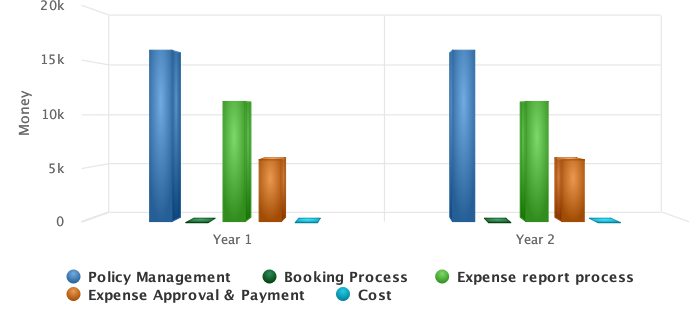 20k
15k
10k
5k
0
Money
Year 1
Year 2
Policy Management
Booking Process
Expense report process
Expense Approval & Payment
Cost